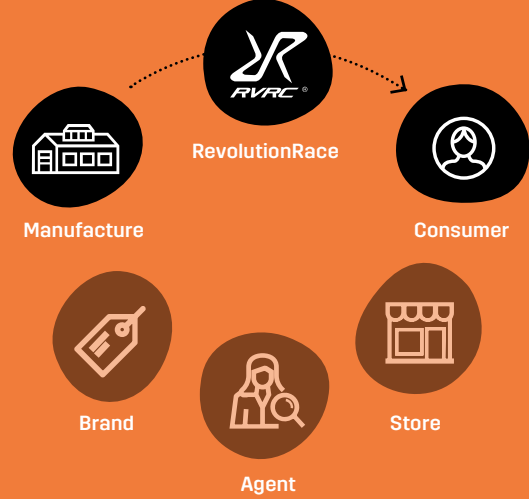 RVRC®
RevolutionRace
Manufacture
Consumer
Brand
Store
Agent